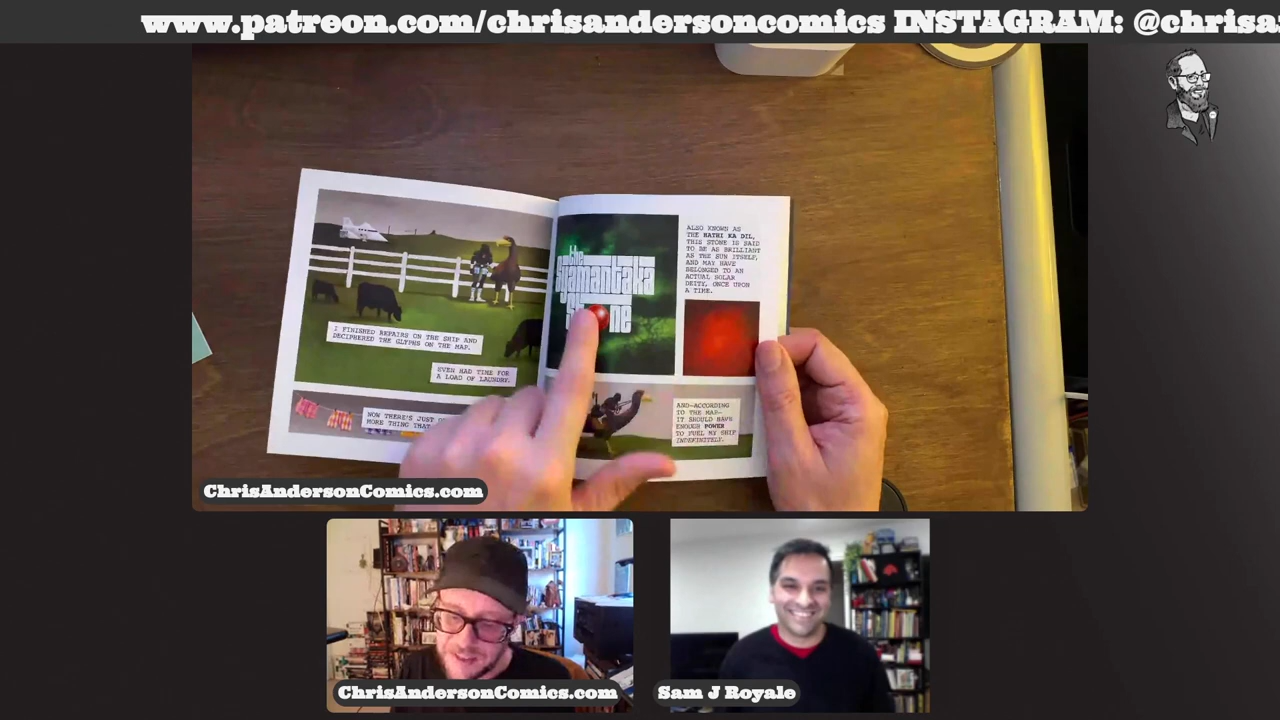 www.patreon.com/chrisandersoncomics INSTAGRAM: @chrisa
I FINISHED REPAIRS ON THE SHIP AND
DECIPHERED THE GLYPHS ON THE MAP.
EVEN HAD TIME FOR
A LOAD OF LAUNDRY.
NOW THERE'S JUST
MORE THING THAT
the
Syamantaka
ne
ALSO KNOWN AS
THE HATHI KA DIL,
THIS STONE IS SAID
TO BE AS BRILLIANT
AS THE SUN ITSELF,
AND MAY HAVE
BELONGED TO AN
ACTUAL SOLAR
DEITY, ONCE UPON
A TIME.
AND—ACCORDING
TO THE MAP—
IT SHOULD HAVE
ENOUGH POWER
TO FUEL MY SHIP
INDEFINITELY.
ChrisAndersonComics.com
ChrisAndersonComics.com
Sam J Royale